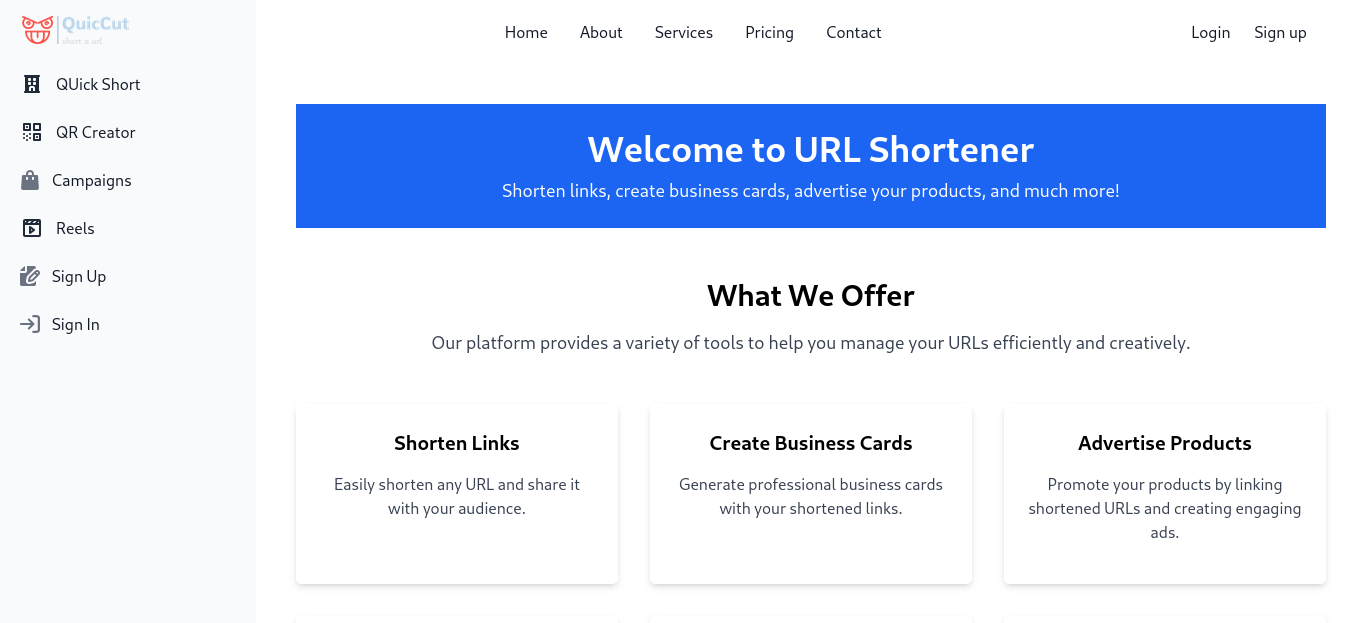 QuicCut
short a url
QUick Short
QR Creator
Campaigns
Reels
Sign Up
Sign In
Home About Services Pricing Contact
Login Sign up
Welcome to URL Shortener
Shorten links, create business cards, advertise your products, and much more!
What We Offer
Our platform provides a variety of tools to help you manage your URLs efficiently and creatively.
Shorten Links
Easily shorten any URL and share it
with your audience.
Create Business Cards
Generate professional business cards
with your shortened links.
Advertise Products
Promote your products by linking
shortened URLs and creating engaging
ads.